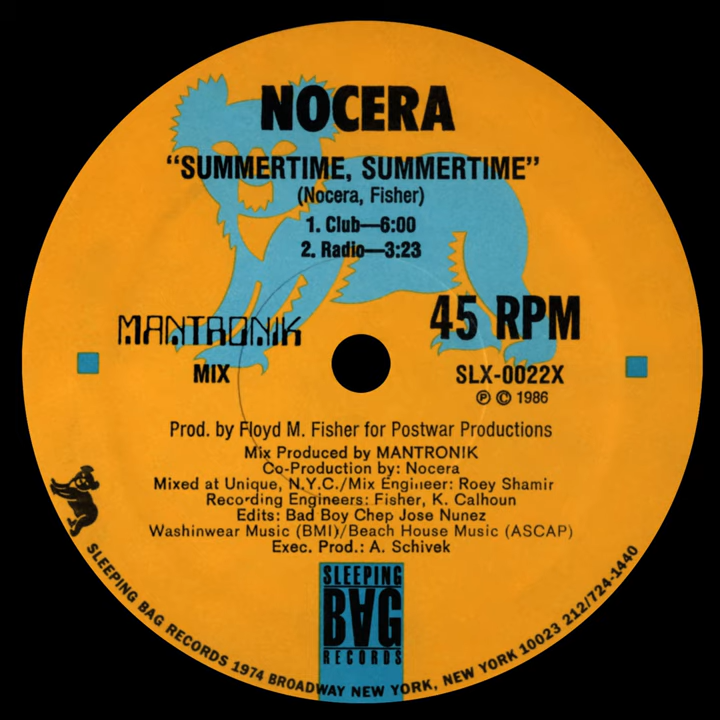 NOCERA
“SUMMERTIME, SUMMERTIME”
(Nocera, Fisher)
1. Club—6:00
2. Radio—3:23
MANTRONIK
MIX
45 RPM
SLX-0022X
℗ © 1986
Prod. by Floyd M. Fisher for Postwar Productions
Mix Produced by MANTRONIK
Co-Production by: Nocera
Mixed at Unique, N.Y.C./Mix Engineer: Roey Shamir
Recording Engineers: Fisher, K. Calhoun
Edits: Bad Boy Chep Jose Nunez
Washinwear Music (BMI)/Beach House Music (ASCAP)
Exec. Prod.: A. Schivek
SLEEPING
BAG
RECORDS
SLEEPING BAG RECORDS 1974 BROADWAY NEW YORK, NEW YORK 10023 212/724-1440